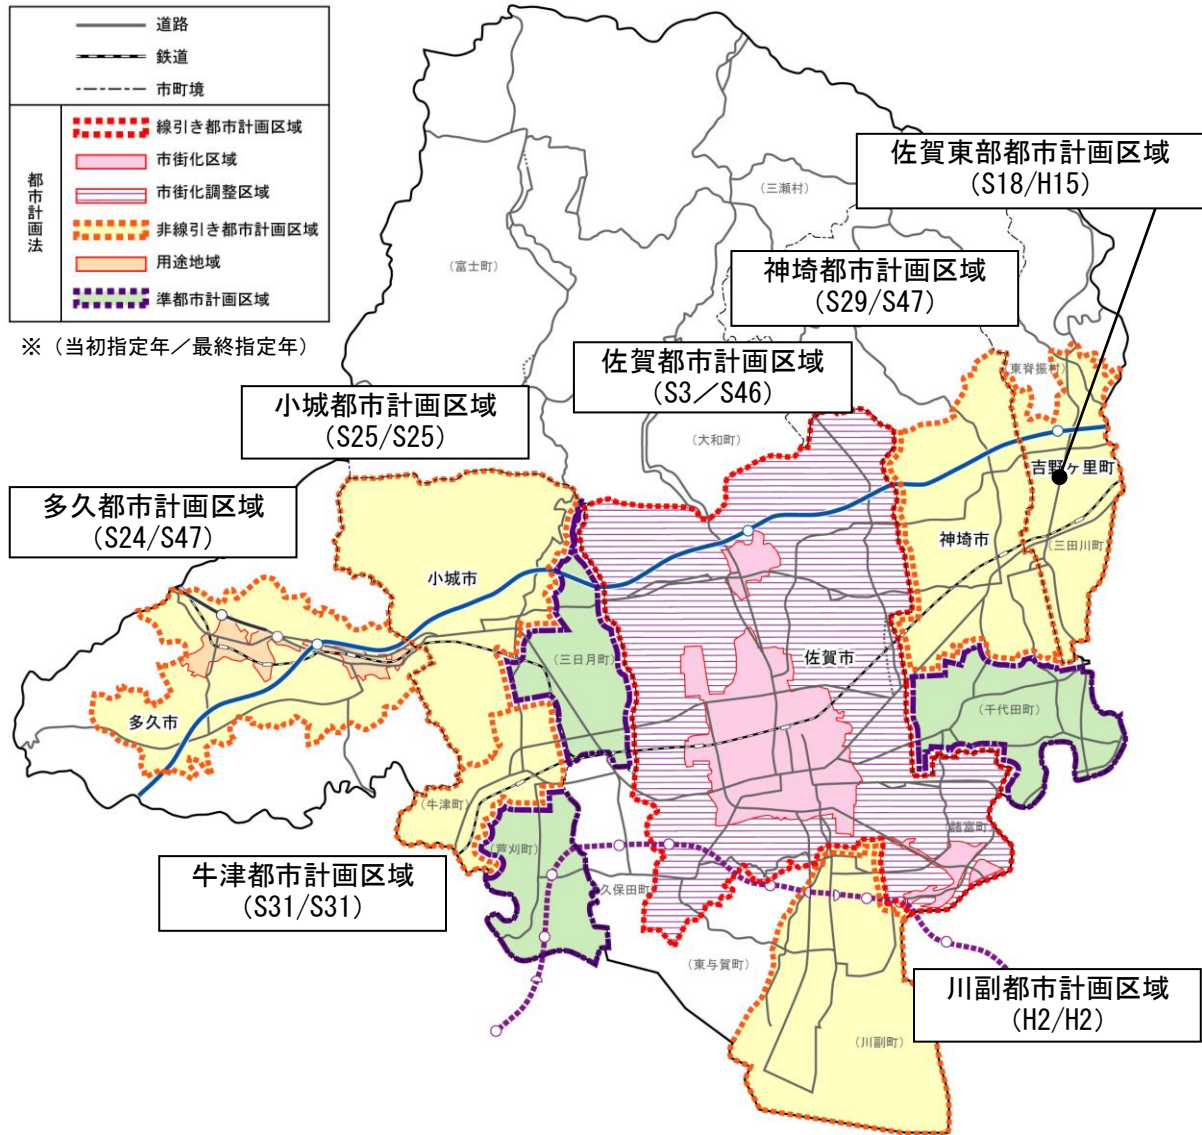 道路
鉄道
市町境
都市計画法
線引き都市計画区域
市街化区域
市街化調整区域
非線引き都市計画区域
用途地域
準都市計画区域
※（当初指定年／最終指定年）
佐賀東部都市計画区域
(S18/H15)
（三瀬村）
神埼都市計画区域
(S29/S47)
（富士町）
佐賀都市計画区域
(S3／S46)
（東脊振村）
小城都市計画区域
(S25/S25)
（大和町）
吉野ヶ里町
多久都市計画区域
(S24/S47)
神埼市
（三田川町）
小城市
（三日月町）
佐賀市
（千代田町）
多久市
（牛津町）
（諸富町）
（芦刈町）
牛津都市計画区域
(S31/S31)
（久保田町）
（東与賀町）
川副都市計画区域
(H2/H2)
（川副町）